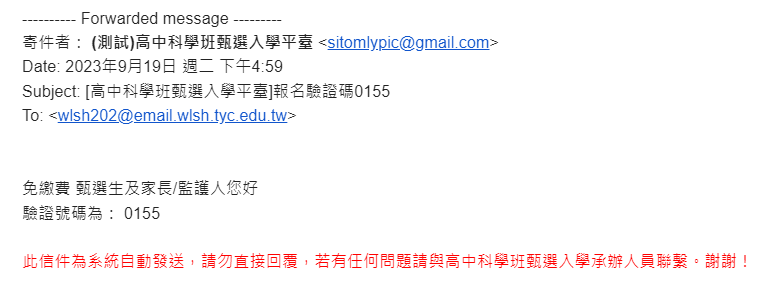 ---------- Forwarded message ---------
寄件者： (測試)高中科學班甄選入學平臺 <sitomlypic@gmail.com>
Date: 2023年9月19日 週二 下午4:59
Subject: [高中科學班甄選入學平臺]報名驗證碼0155
To: <wlsh202@email.wlsh.tyc.edu.tw>
免繳費 甄選生及家長/監護人您好
驗證號碼為： 0155
此信件為系統自動發送，請勿直接回覆，若有任何問題請與高中科學班甄選入學承辦人員聯繫。謝謝！